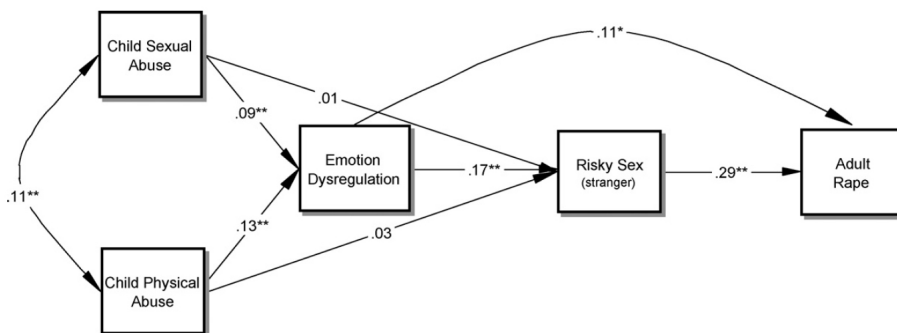 Child Sexual
Abuse
.11*
.01
.09**
Emotion
Dysregulation
.17**
Risky Sex
(stranger)
.29**
Adult
Rape
.11**
.13**
.03
Child Physical
Abuse